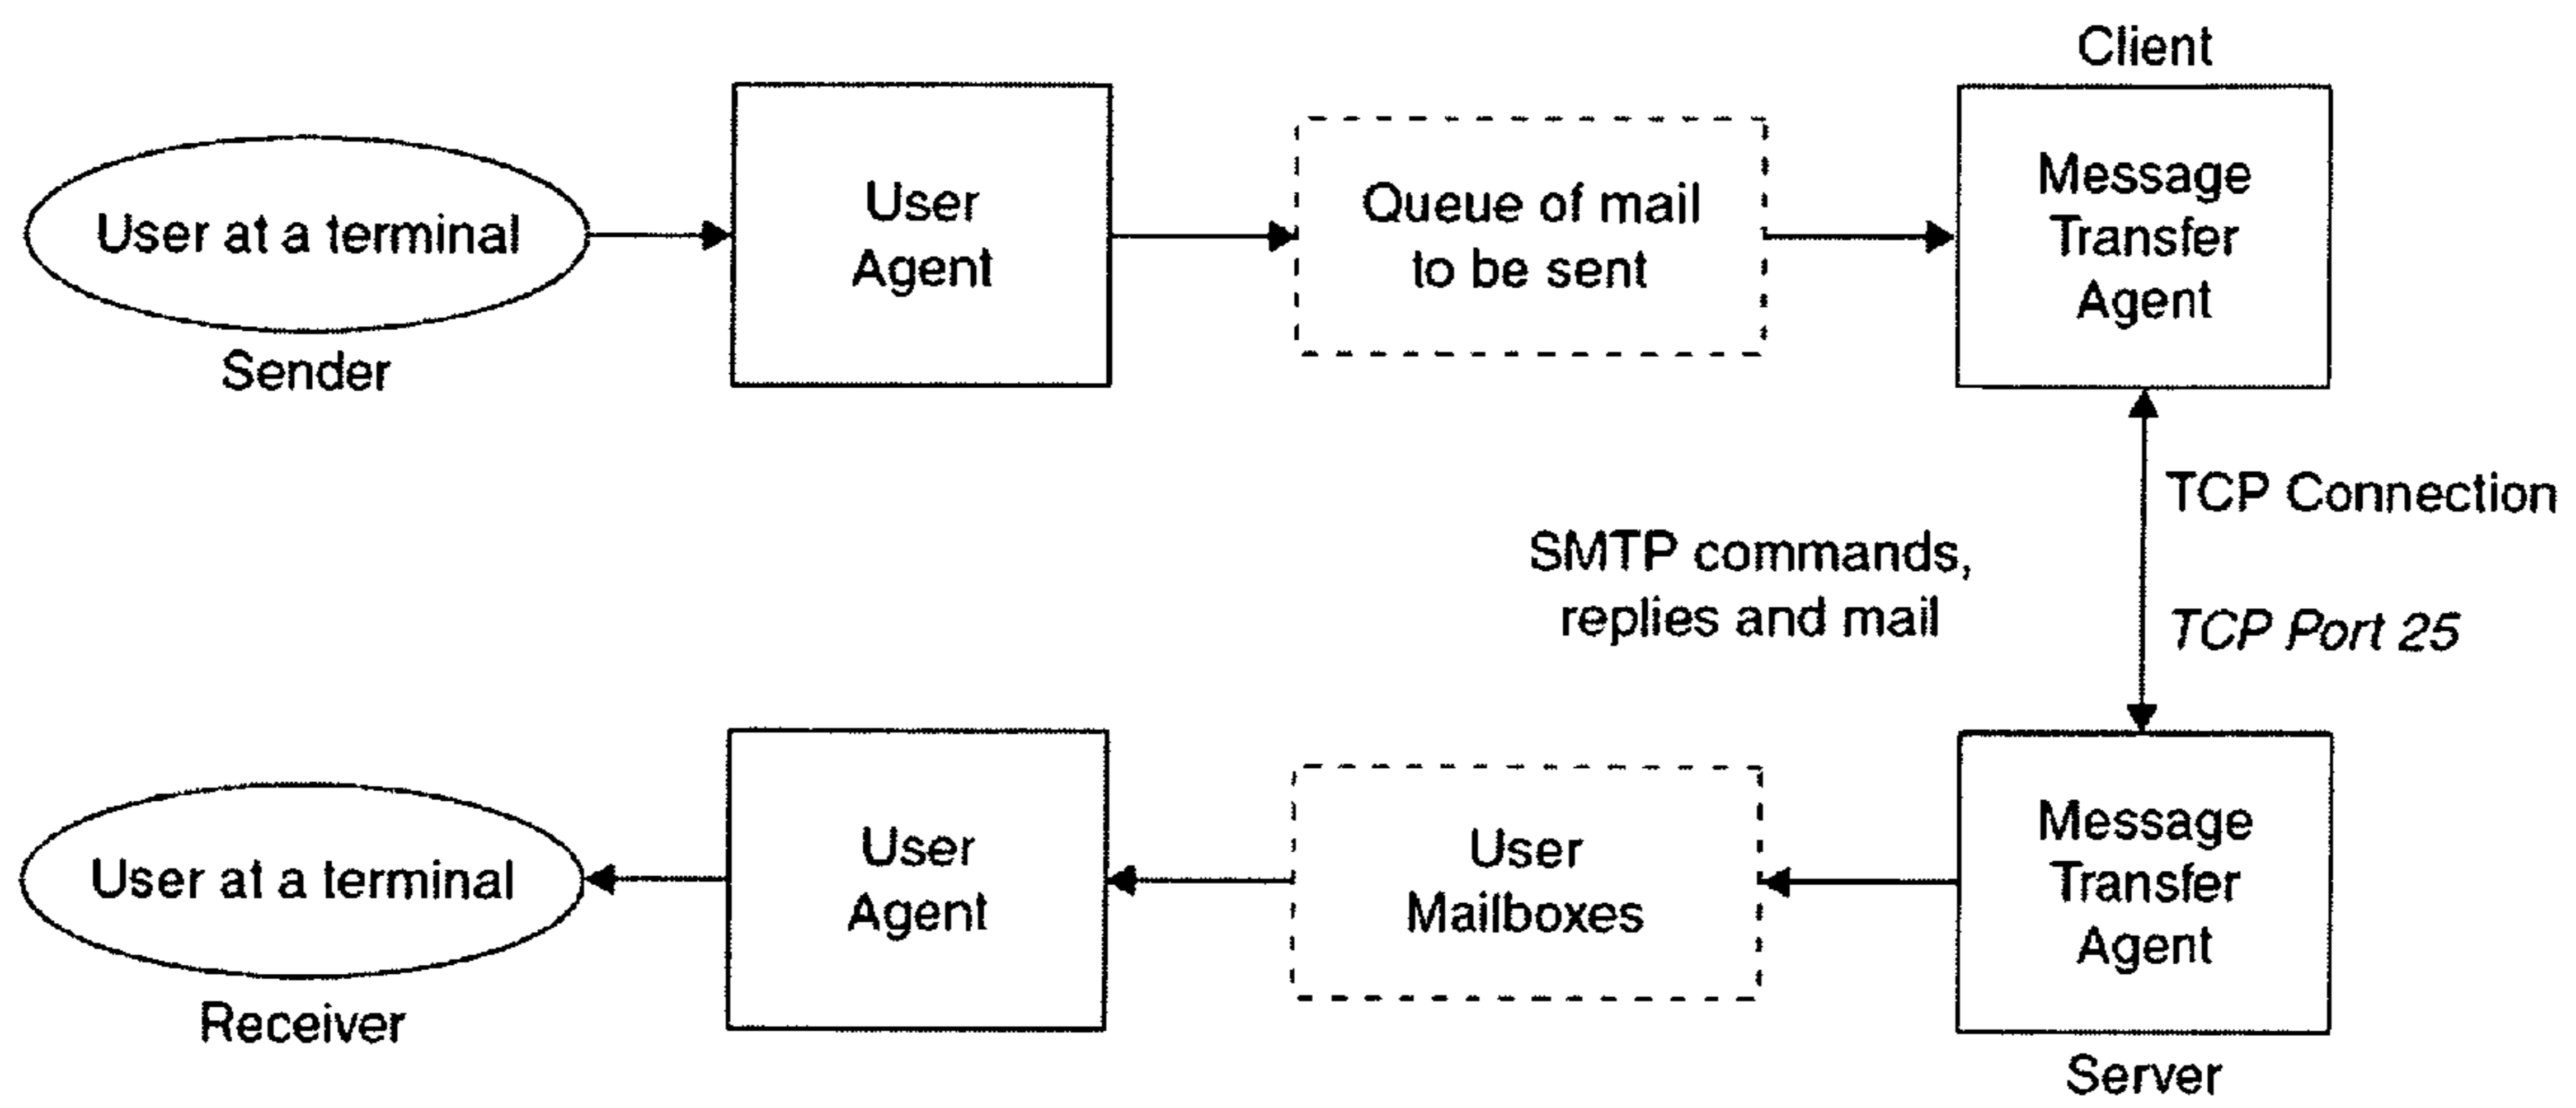 Client
User at a terminal
User
Agent
Queue of mail
to be sent
Message
Transfer
Agent
Sender
TCP Connection
SMTP commands,
replies and mail
TCP Port 25
User at a terminal
User
Agent
User
Mailboxes
Message
Transfer
Agent
Receiver
Server